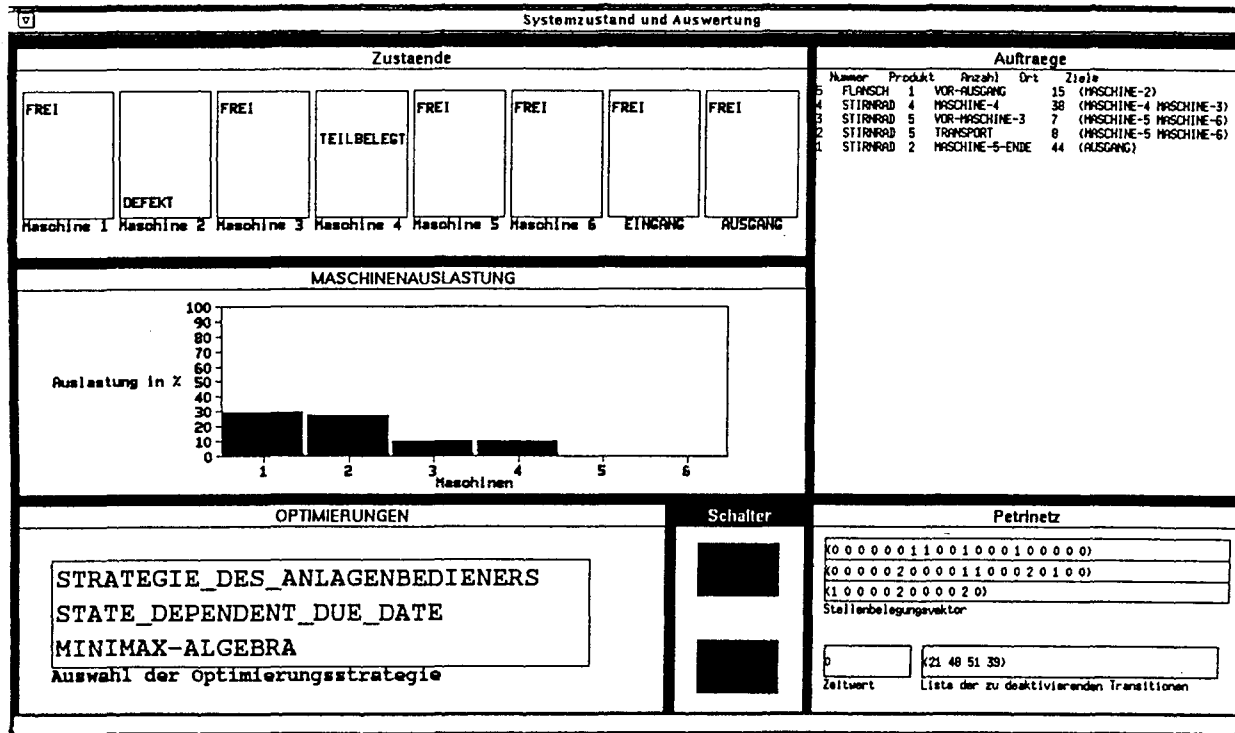 Systemzustand und Auswertung
Zustaende
FREI
DEFEKT
Maschine 1
Maschine 2
FREI
Maschine 3
TEILBELEGT
Maschine 4
FREI
Maschine 5
FREI
Maschine 6
FREI
EINGANG
FREI
AUSGANG
Auftraege
Nummer Produkt Anzahl Ort Ziele
5 FLANSCH 1 VOR-AUSGANG 15 (MASCHINE-2)
4 STIRNRAD 4 MASCHINE-4 38 (MASCHINE-4 MASCHINE-3)
3 STIRNRAD 5 VOR-MASCHINE-3 7 (MASCHINE-5 MASCHINE-6)
2 STIRNRAD 5 TRANSPORT 8 (MASCHINE-5 MASCHINE-6)
1 STIRNRAD 2 MASCHINE-5-ENDE 44 (AUSGANG)
MASCHINENAUSLASTUNG
100
90
80
70
60
Auslastung in % 50
40
30
20
10
0
1 2 3 4 5 6
Maschinen
OPTIMIERUNGEN
STRATEGIE_DES_ANLAGENBEDIENERS
STATE_DEPENDENT_DUE_DATE
MINIMAX-ALGEBRA
Auswahl der Optimierungsstrategie
Schalter
Petrinetz
(0 0 0 0 0 0 1 1 0 0 1 0 0 0 1 0 0 0 0 0)
(0 0 0 0 0 2 0 0 0 0 1 1 0 0 0 2 0 1 0 0)
(1 0 0 0 0 2 0 0 0 0 2 0)
Stellenbelegungsvektor
0
Zeitwert
(21 48 51 39)
Liste der zu deaktivierenden Transitionen